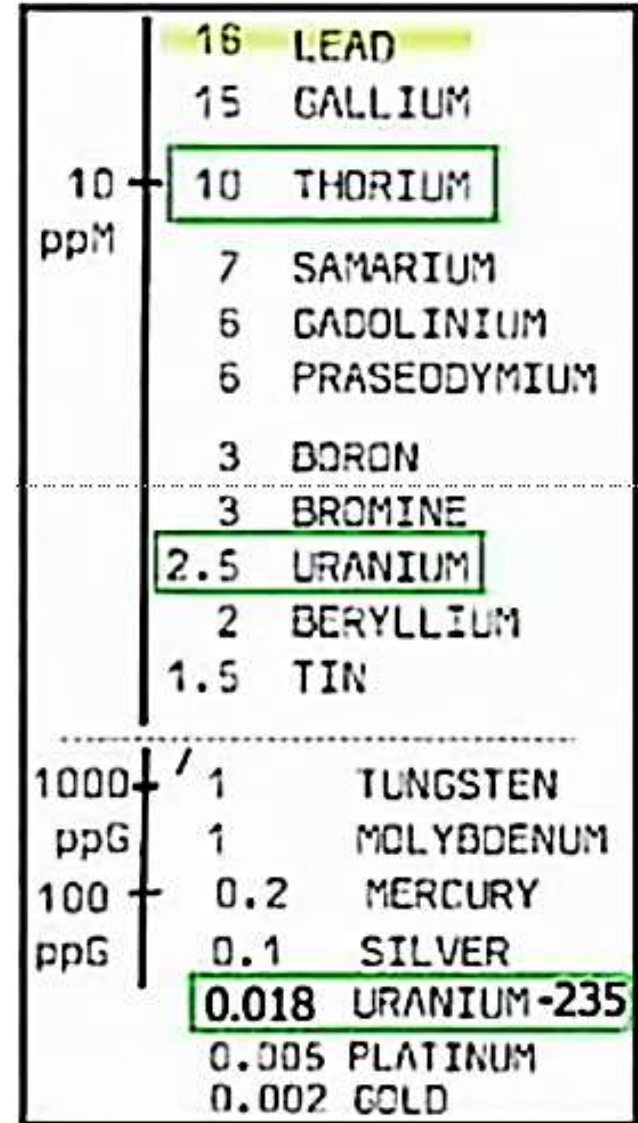 16 LEAD
15 GALLIUM
10 10 THORIUM
ppM
7 SAMARIUM
6 GADOLINIUM
6 PRASEODYMIUM
3 BORON
3 BROMINE
2.5 URANIUM
2 BERYLLIUM
1.5 TIN
1000 1 TUNGSTEN
ppG 1 MOLYBDENUM
100 0.2 MERCURY
ppG 0.1 SILVER
0.018 URANIUM-235
0.005 PLATINUM
0.002 GOLD